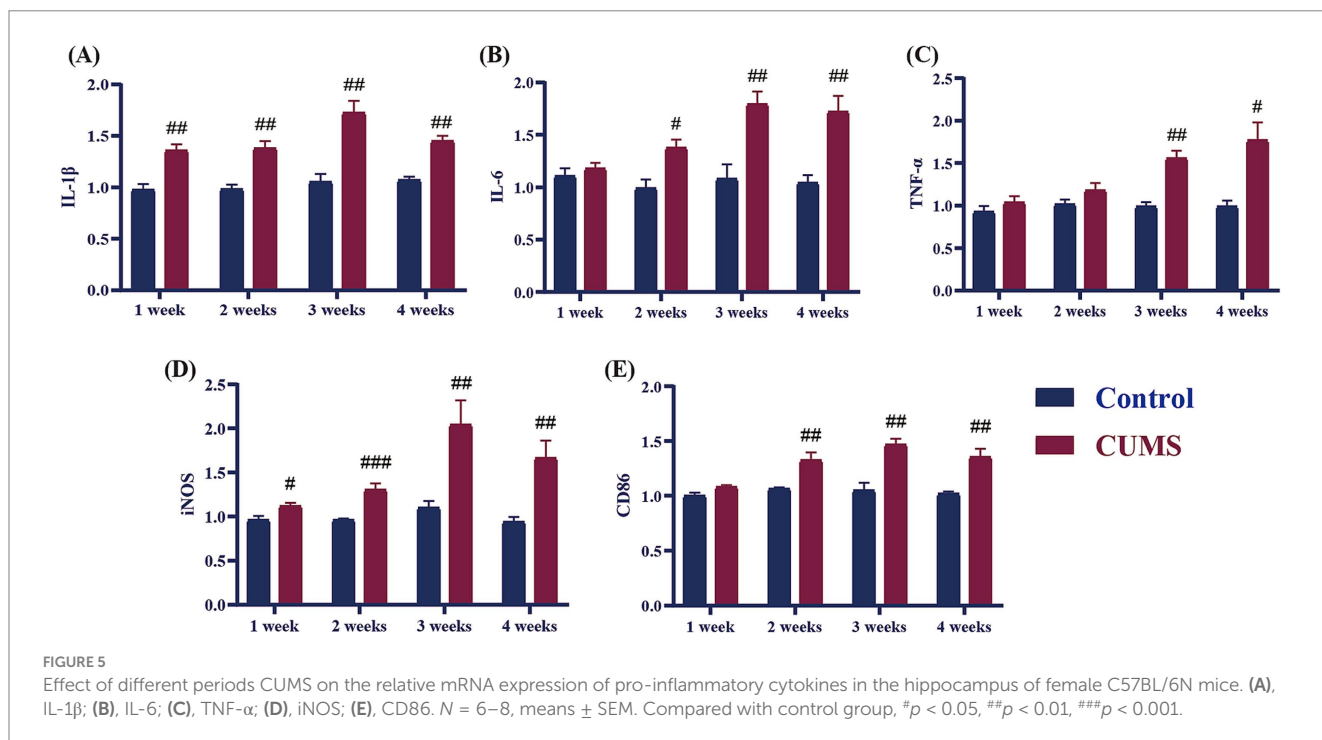 (A)
2.0
1.5
1.0
0.5
0.0
IL-1β
##
##
##
##
1 week
2 weeks
3 weeks
4 weeks
(B)
2.0
1.5
1.0
0.5
0.0
IL-6
#
##
##
1 week
2 weeks
3 weeks
4 weeks
(C)
2.5
2.0
1.5
1.0
0.5
0.0
TNF-α
##
#
1 week
2 weeks
3 weeks
4 weeks
(D)
2.5
2.0
1.5
1.0
0.5
0.0
iNOS
#
###
##
##
1 week
2 weeks
3 weeks
4 weeks
(E)
2.0
1.5
1.0
0.5
0.0
CD86
##
##
##
1 week
2 weeks
3 weeks
4 weeks
Control
CUMS
FIGURE 5
Effect of different periods CUMS on the relative mRNA expression of pro-inflammatory cytokines in the hippocampus of female C57BL/6N mice. (A),
IL-1β; (B), IL-6; (C), TNF-α; (D), iNOS; (E), CD86. N = 6–8, means ± SEM. Compared with control group, #p < 0.05, ##p < 0.01, ###p < 0.001.